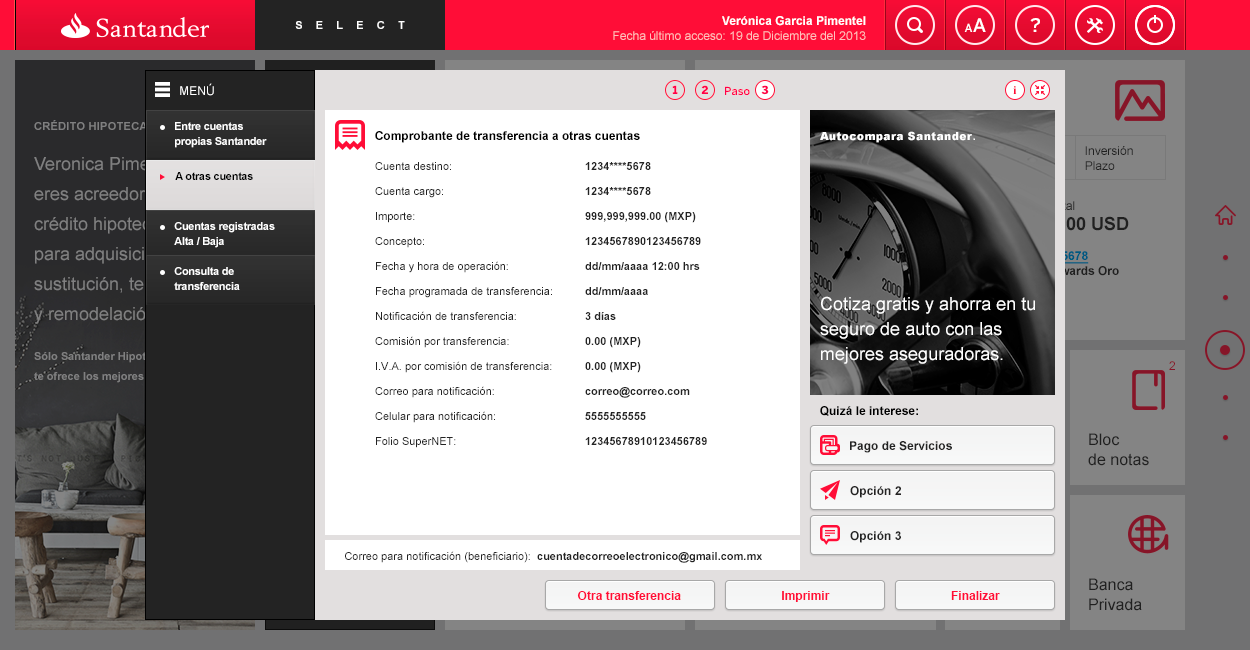 Santander
SELECT
Verónica Garcia Pimentel
Fecha último acceso: 19 de Diciembre del 2013
AA
?
CRÉDITO HIPOTECA
Veronica Pime
eres acreedor
crédito hipotec
para adquisici
sustitución, te
y remodelació
Sólo Santander Hipot
te ofrece los mejores
MENÚ
Entre cuentas
propias Santander
A otras cuentas
Cuentas registradas
Alta / Baja
Consulta de
transferencia
1 2 Paso 3
i
Comprobante de transferencia a otras cuentas
Cuenta destino: 1234****5678
Cuenta cargo: 1234****5678
Importe: 999,999,999.00 (MXP)
Concepto: 1234567890123456789
Fecha y hora de operación: dd/mm/aaaa 12:00 hrs
Fecha programada de transferencia: dd/mm/aaaa
Notificación de transferencia: 3 días
Comisión por transferencia: 0.00 (MXP)
I.V.A. por comisión de transferencia: 0.00 (MXP)
Correo para notificación: correo@correo.com
Celular para notificación: 5555555555
Folio SuperNET: 12345678910123456789
Correo para notificación (beneficiario): cuentadecorreoelectronico@gmail.com.mx
Otra transferencia
Imprimir
Finalizar
Autocompara Santander.
Cotiza gratis y ahorra en tu
seguro de auto con las
mejores aseguradoras.
Quizá le interese:
Pago de Servicios
Opción 2
Opción 3
Inversión
Plazo
tal
00 USD
5678
wards Oro
2
Bloc
de notas
Banca
Privada